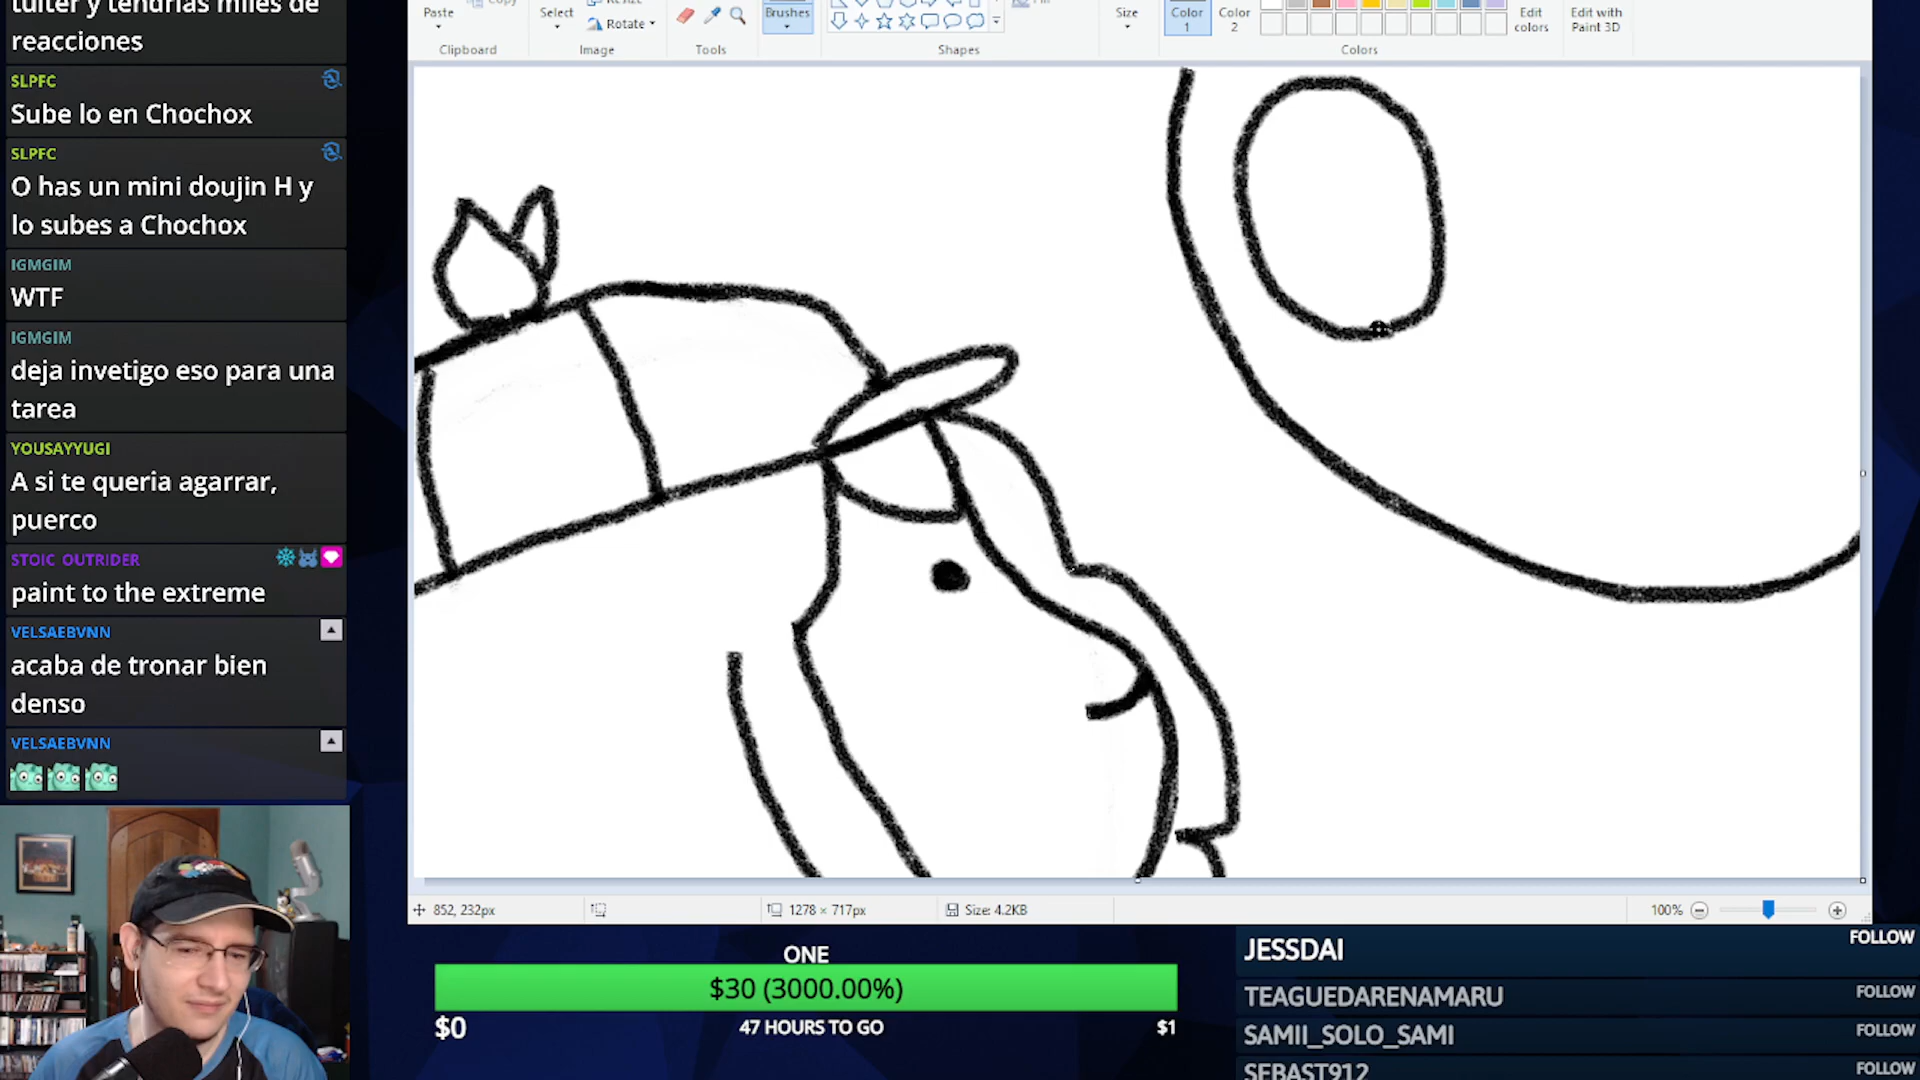 tuiter y tendrías miles de
reacciones
SLPFC
Sube lo en Chochox
SLPFC
O has un mini doujin H y
lo subes a Chochox
IGMGIM
WTF
IGMGIM
deja invetigo eso para una
tarea
YOUSAYYUGI
A si te queria agarrar,
puerco
STOIC_OUTRIDER
paint to the extreme
VELSAEBVNN
acaba de tronar bien
denso
VELSAEBVNN
Paste
Copy
Clipboard
Select
Resize
Rotate
Image
Tools
Brushes
Shapes
Fill
Size
Color
1
Color
2
Edit
colors
Edit with
Paint 3D
Colors
852, 232px
1278 × 717px
Size: 4.2KB
100%
ONE
$30 (3000.00%)
$0
47 HOURS TO GO
$1
JESSDAI
FOLLOW
TEAGUEDARENAMARU
FOLLOW
SAMII_SOLO_SAMI
FOLLOW
SEBAST912
FOLLOW